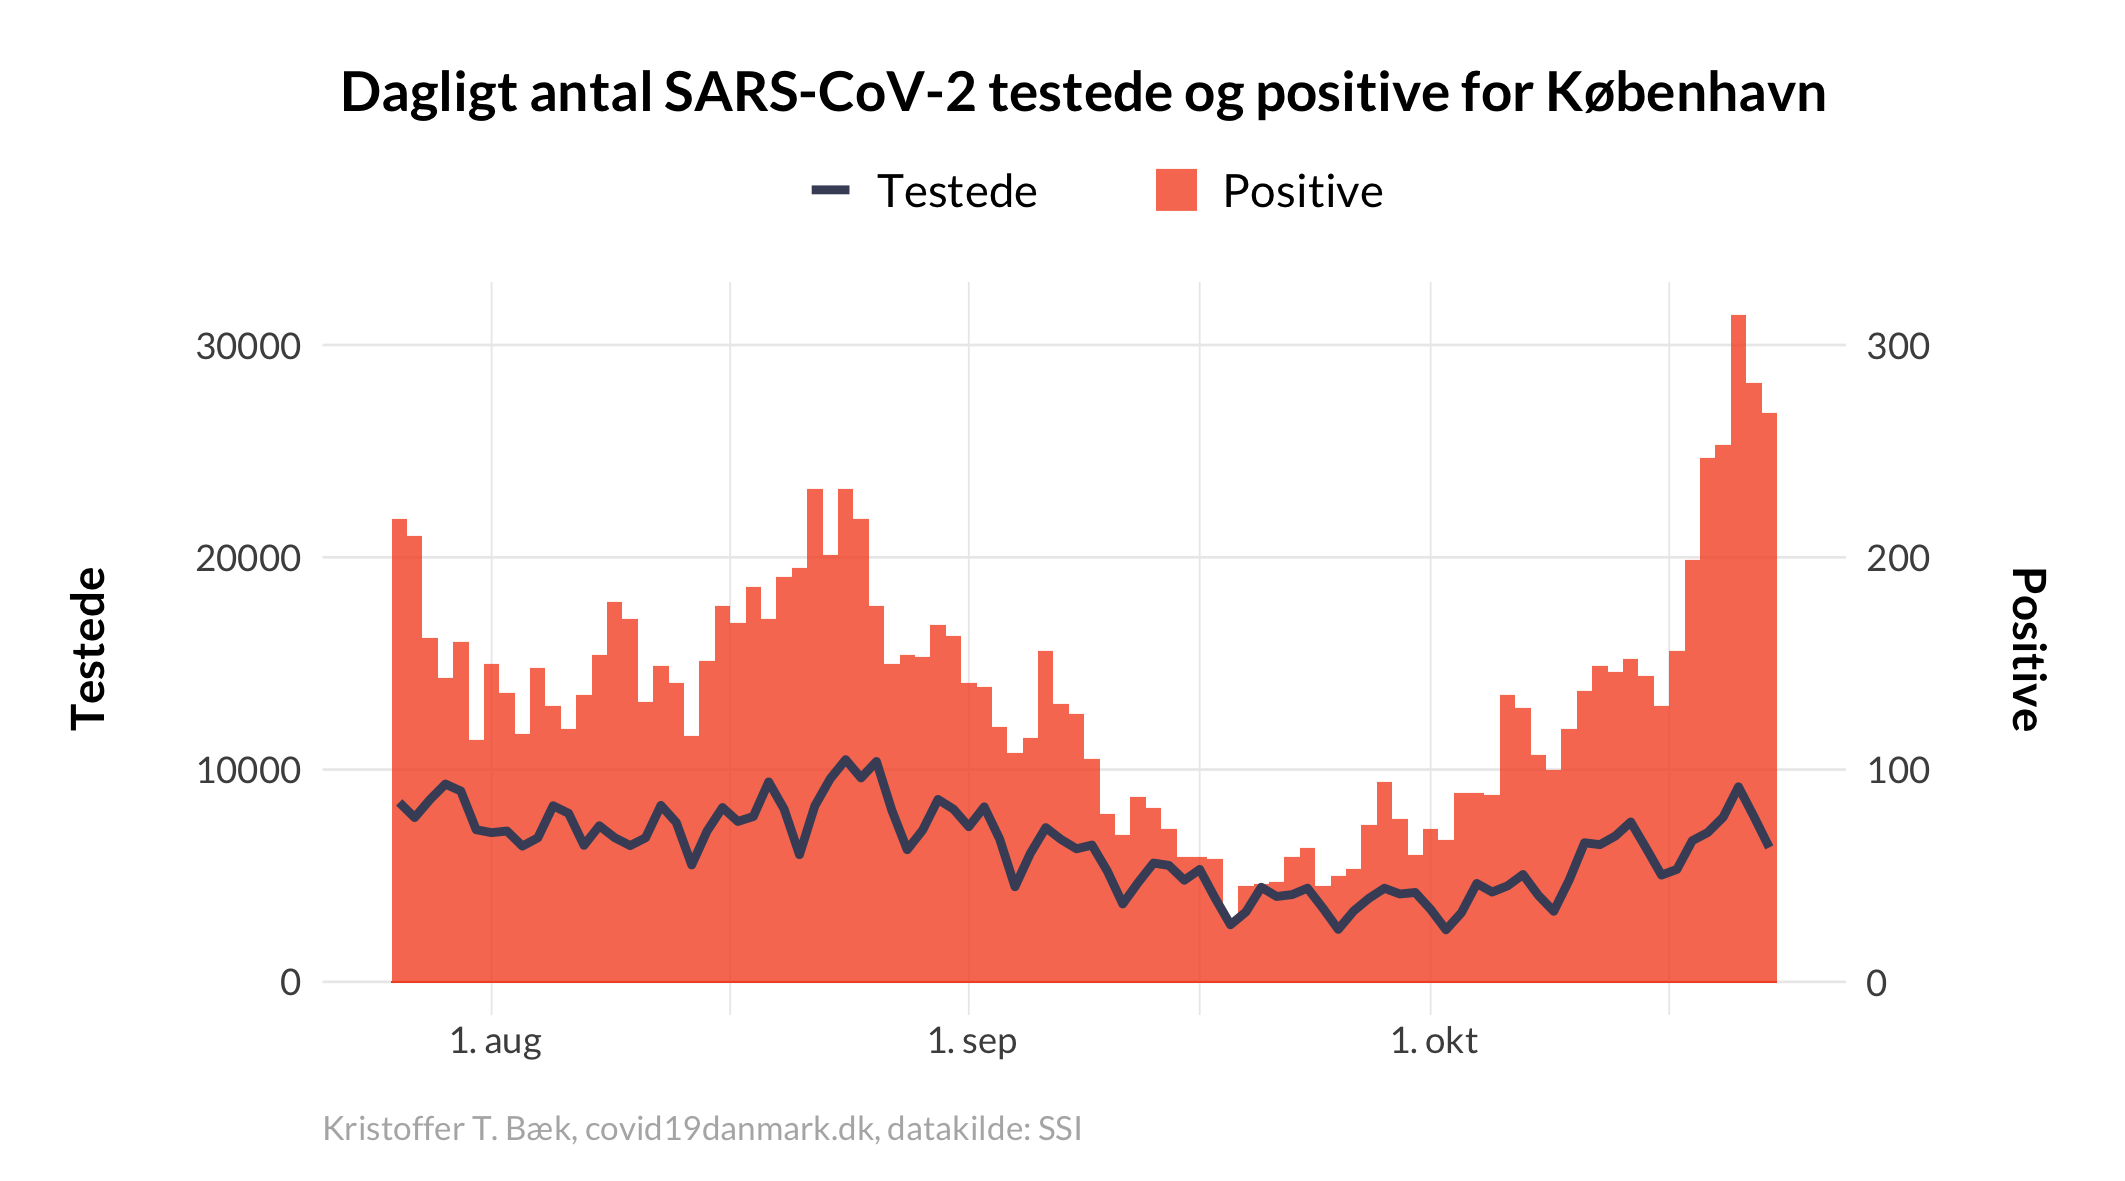 Dagligt antal SARS-CoV-2 testede og positive for København
Testede
Positive
30000
20000
10000
0
300
200
100
0
Testede
Positive
1. aug
1. sep
1. okt
Kristoffer T. Bæk, covid19danmark.dk, datakilde: SSI